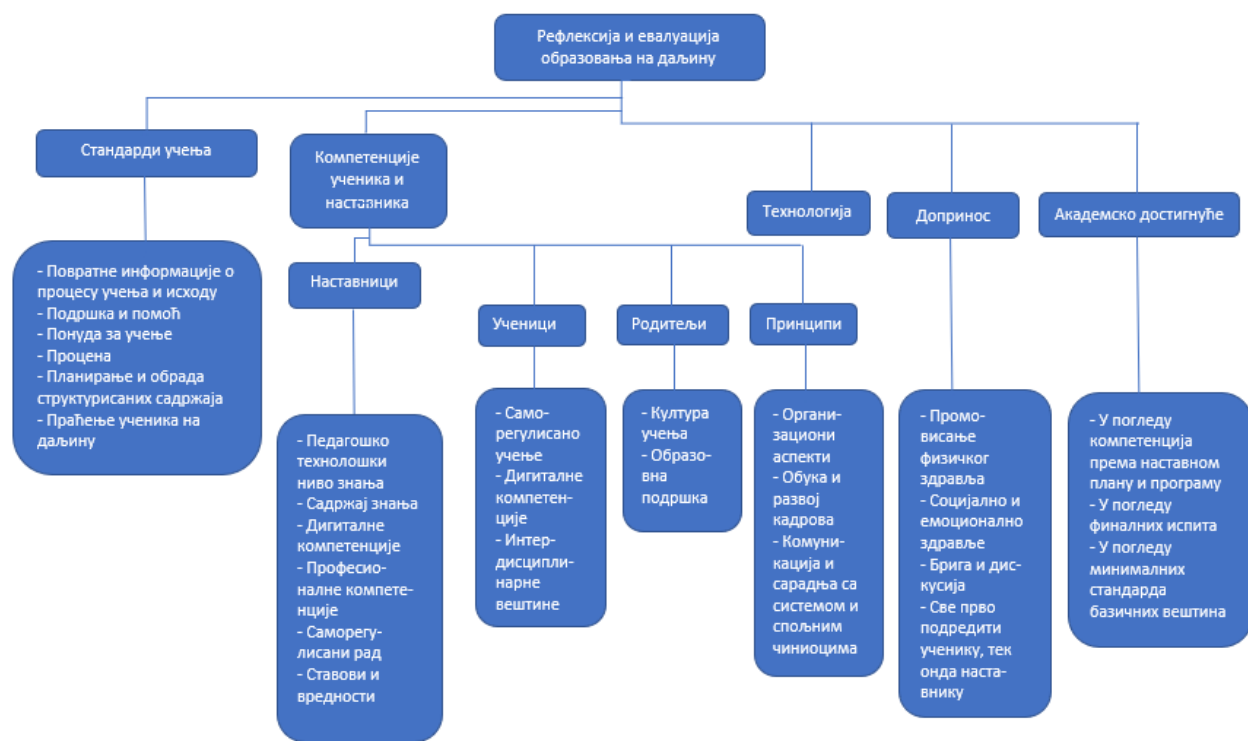 Рефлексија и евалуација
образовања на даљину
Стандарди учења
Компетенције
ученика и
наставника
Технологија
Допринос
Академско достигнуће
- Повратне информације о
процесу учења и исходу
- Подршка и помоћ
- Понуда за учење
- Процена
- Планирање и обрада
структурисаних садржаја
- Праћење ученика на
даљину
Наставници
Ученици
Родитељи
Принципи
- Педагошко
технолошки
ниво знања
- Садржај знања
- Дигиталне
компетенције
- Професио-
налне компете-
нције
- Саморегу-
лисани рад
- Ставови и
вредности
- Само-
регулисано
учење
- Дигиталне
компетен-
ције
- Интер-
дисципли-
нарне
вештине
- Култура
учења
- Образо-
вна
подршка
- Органи-
зациони
аспекти
- Обука и
развој
кадрова
- Комуни-
кација и
сарадња са
системом и
спољним
чиниоцима
- Промо-
висање
физичког
здравља
- Социјално и
емоционално
здравље
- Брига и дис-
кусија
- Све прво
подредити
ученику, тек
онда наста-
внику
- У погледу
компетенција
према наставном
плану и програму
- У погледу
финалних испита
- У погледу
минималних
стандарда
базичних вештина